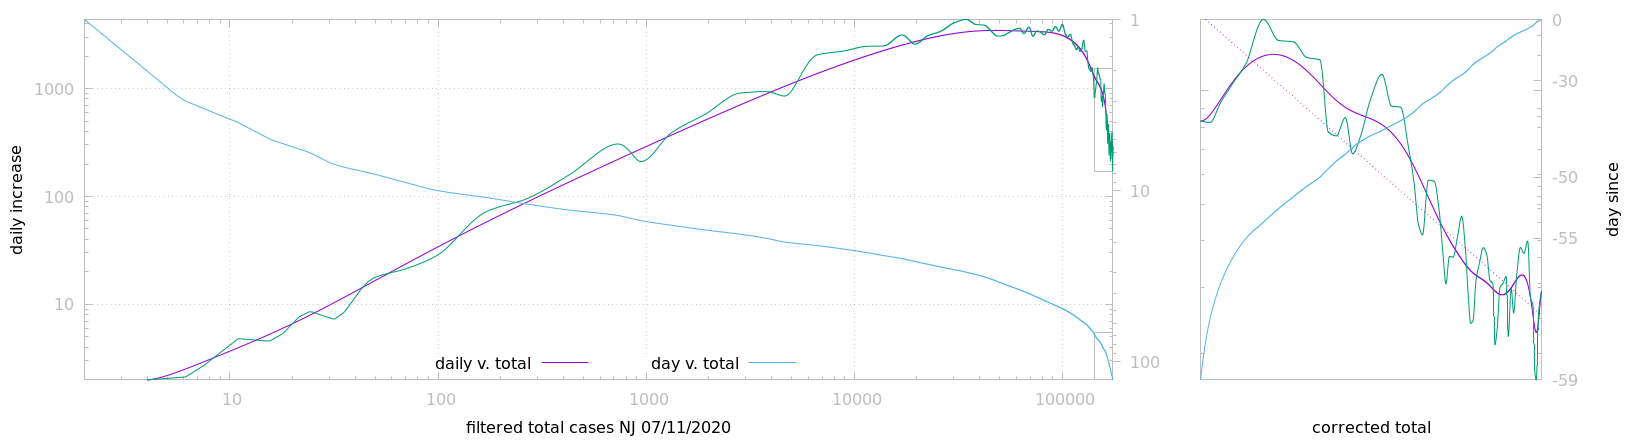 daily increase
1000
100
10
10
100
1000
10000
100000
1
10
100
daily v. total
day v. total
filtered total cases NJ 07/11/2020
0
-30
-50
-55
-59
day since
corrected total